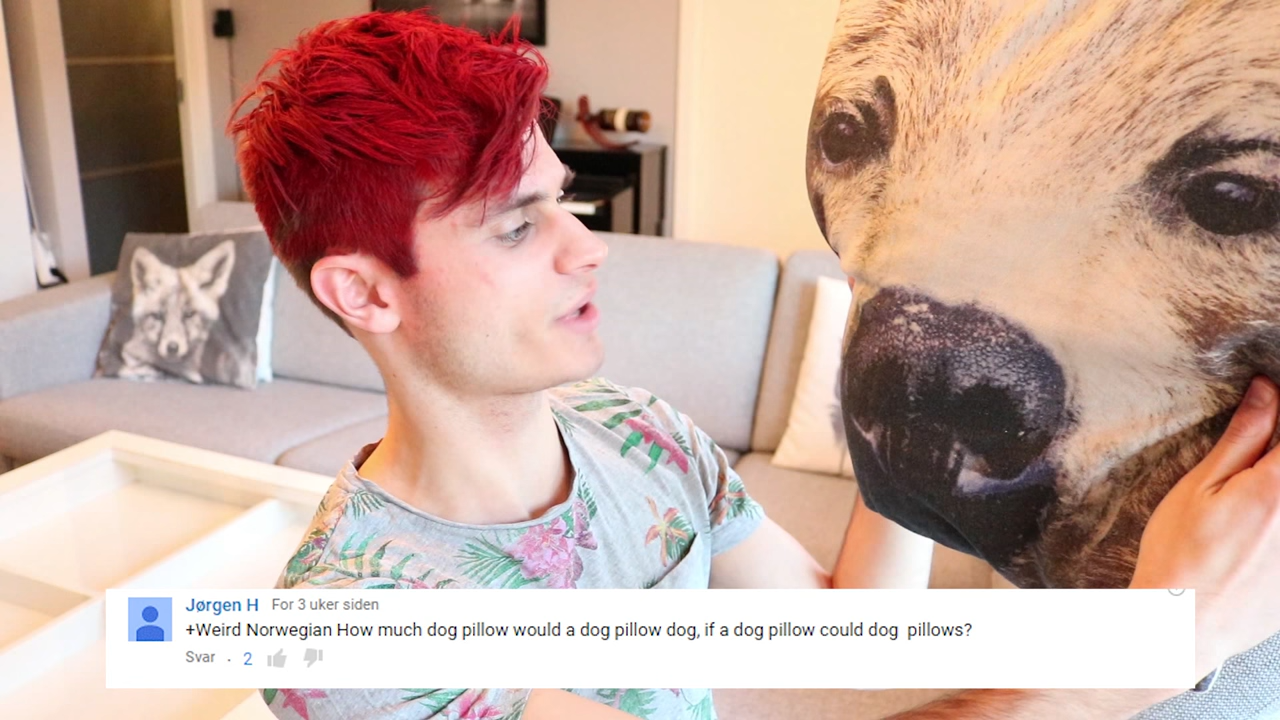 Jørgen H For 3 uker siden
+Weird Norwegian How much dog pillow would a dog pillow dog, if a dog pillow could dog  pillows?
Svar . 2